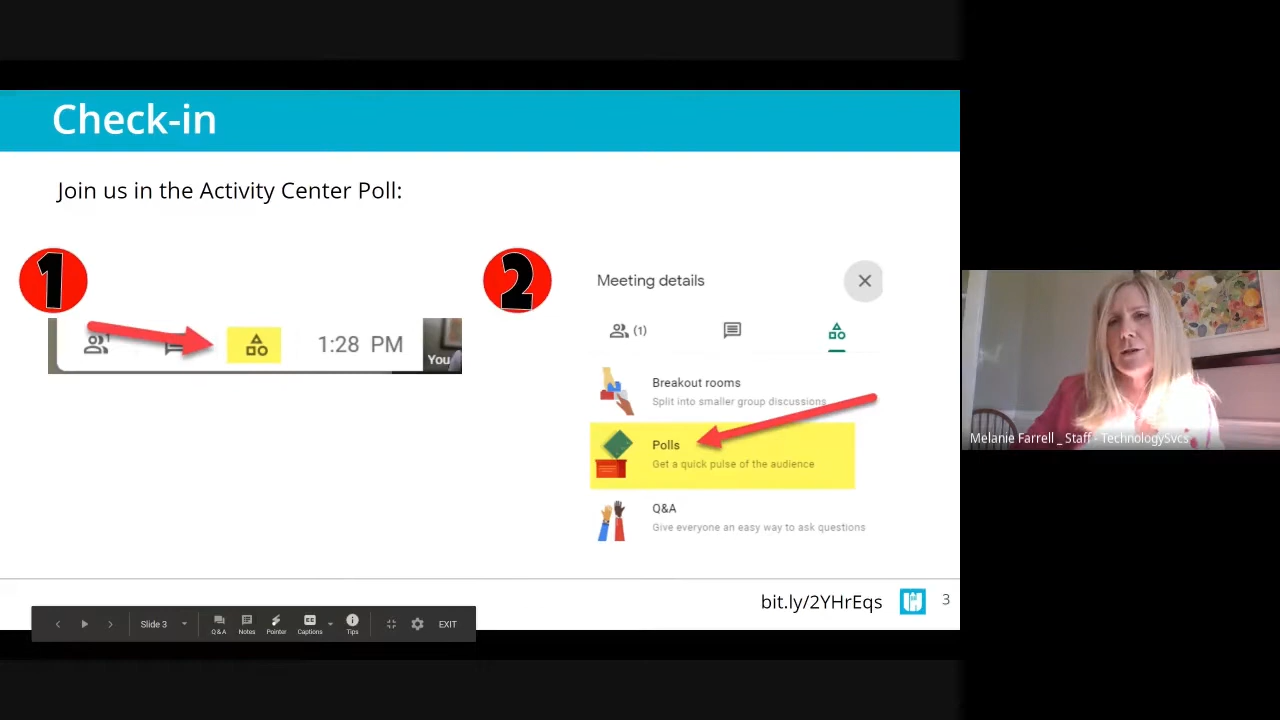 Check-in
Join us in the Activity Center Poll:
1
1
1:28 PM
You
2
Meeting details
(1)
Breakout rooms
Split into smaller group discussions
Polls
Get a quick pulse of the audience
Q&A
Give everyone an easy way to ask questions
bit.ly/2YHrEqs
3
Slide 3
Q&A
Notes
Pointer
Captions
Tips
EXIT
Melanie Farrell _ Staff - TechnologySvcs